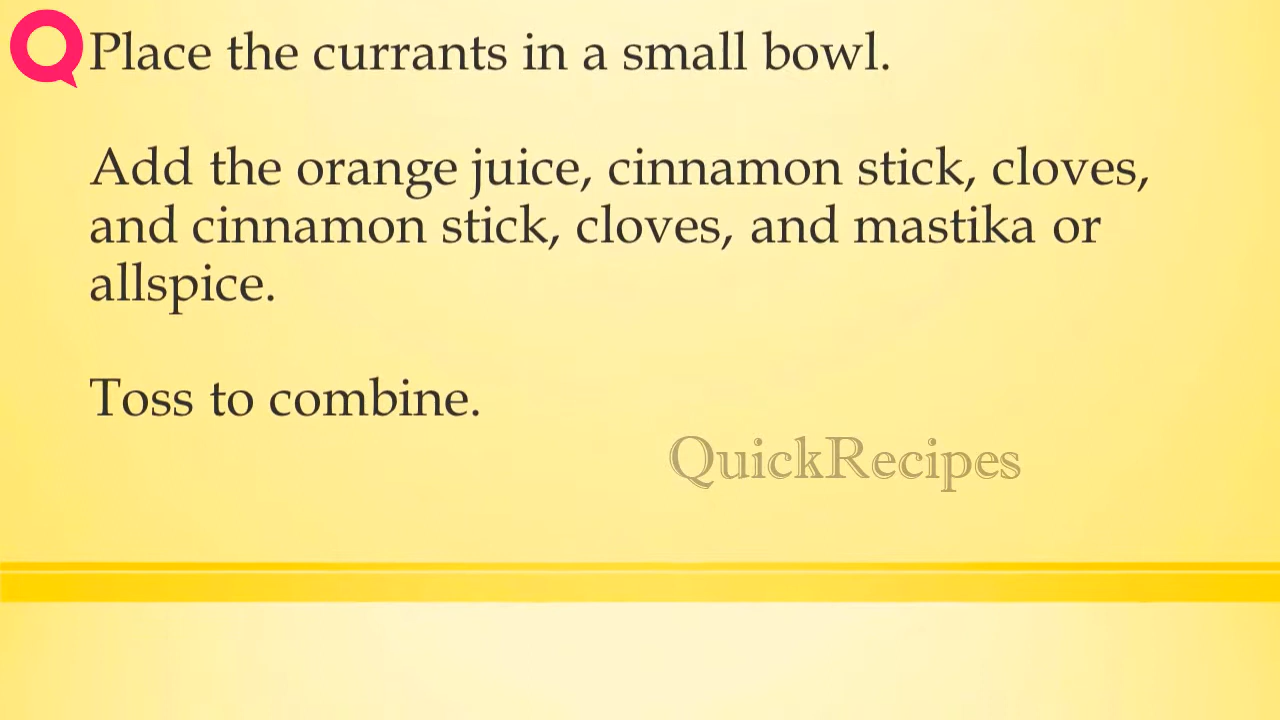 Place the currants in a small bowl.
Add the orange juice, cinnamon stick, cloves,
and cinnamon stick, cloves, and mastika or
allspice.
Toss to combine.
QuickRecipes